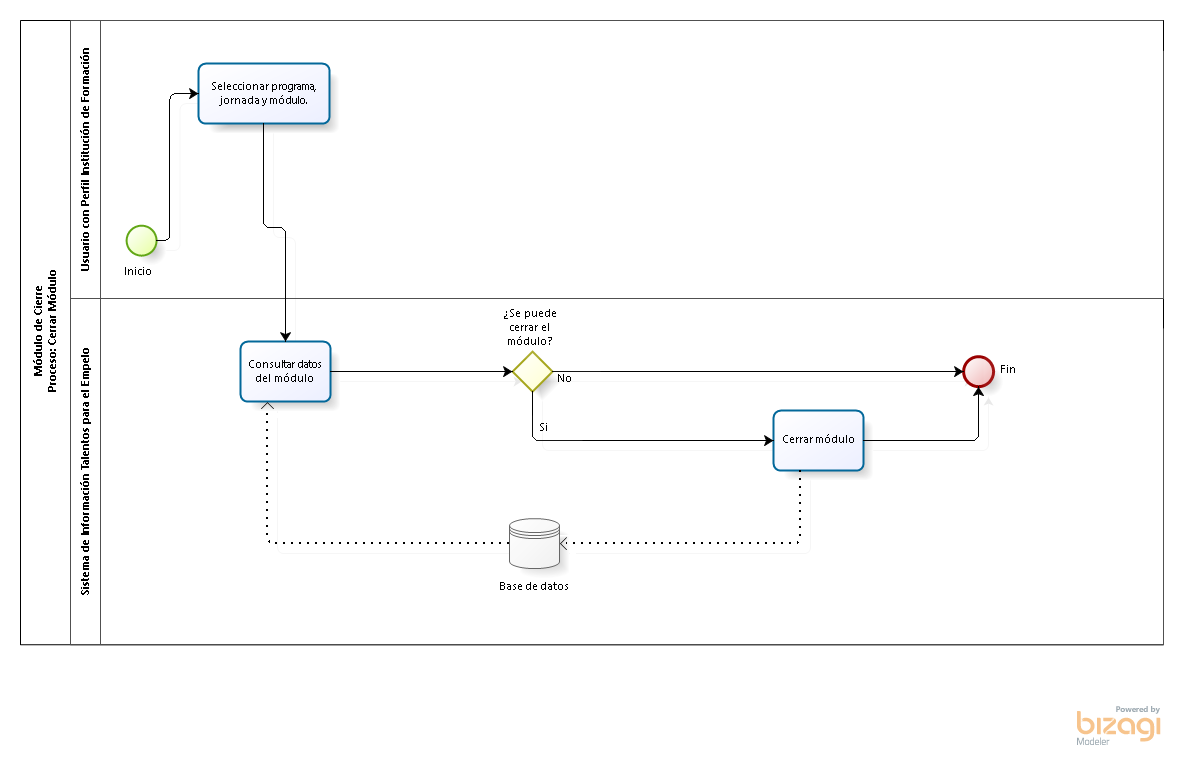 Módulo de Cierre
Proceso: Cerrar Módulo
Usuario con Perfil Institución de Formación
Seleccionar programa,
jornada y módulo.
Inicio
Sistema de Información Talentos para el Empelo
Consultar datos
del módulo
¿Se puede
cerrar el
módulo?
No
Si
Cerrar módulo
Fin
Base de datos
Powered by
bizagi
Modeler